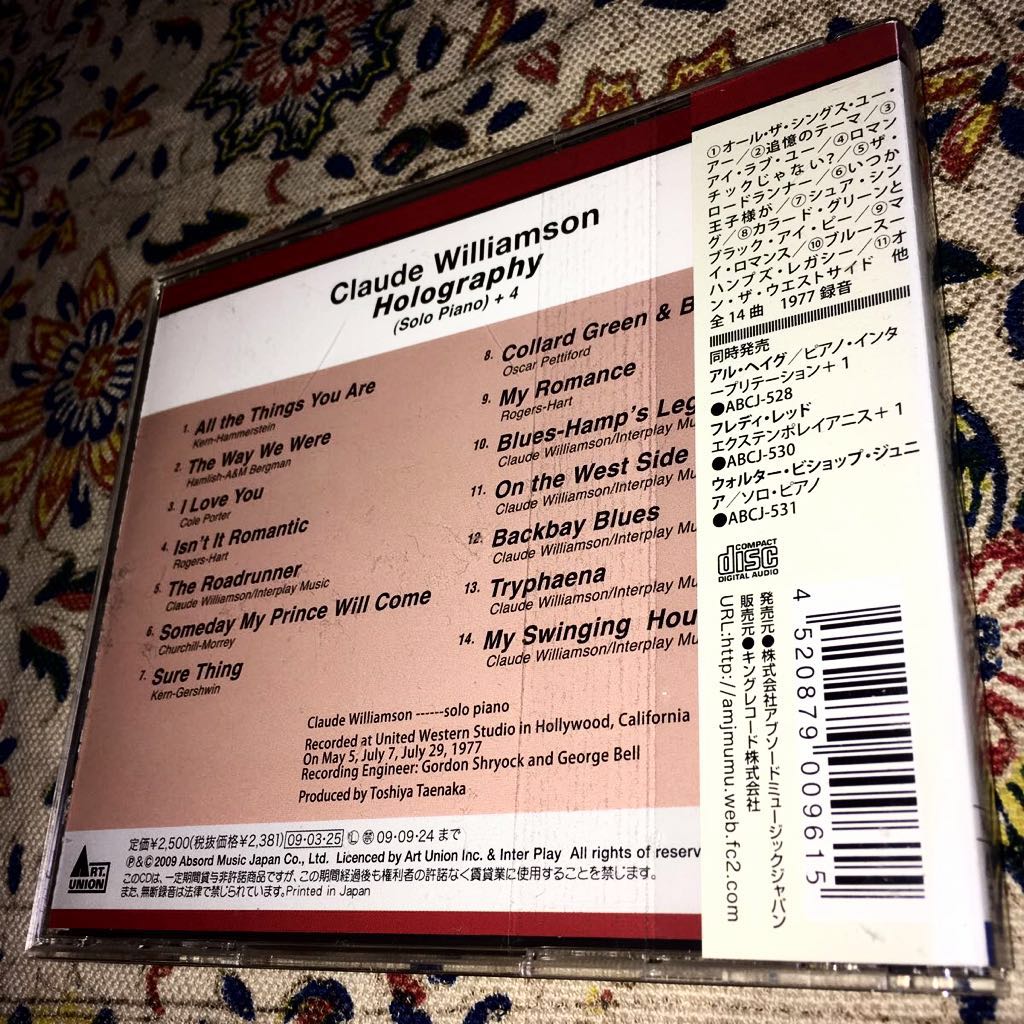 Claude Williamson
Holography
(Solo Piano) + 4
1. All the Things You Are
Kern-Hammerstein
2. The Way We Were
Hamlish-A&M Bergman
3. I Love You
Cole Porter
4. Isn't It Romantic
Rogers-Hart
5. The Roadrunner
Claude Williamson/Interplay Music
6. Someday My Prince Will Come
Churchill-Morrey
7. Sure Thing
Kern-Gershwin
8. Collard Green & B
Oscar Pettiford
9. My Romance
Rogers-Hart
10. Blues-Hamp's Leg
Claude Williamson/Interplay Mu
11. On the West Side
Claude Williamson/Interplay Mu
12. Backbay Blues
Claude Williamson/Interplay Mu
13. Tryphaena
Claude Williamson/Interplay Mu
14. My Swinging Hou
Claude Williamson/Interplay Mu
Claude Williamson ------solo piano
Recorded at United Western Studio in Hollywood, California
On May 5, July 7, July 29, 1977
Recording Engineer: Gordon Shryock and George Bell
Produced by Toshiya Taenaka
定価¥2,500(税抜価格¥2,381) 09・03・25 Ⓛ ㊝ 09・09・24 まで
Ⓟ&©2009 Absord Music Japan Co., Ltd. Licenced by Art Union Inc. & Inter Play All rights of reserv
このCDは、一定期間貸与非許諾商品ですが、この期間経過後も権利者の許諾なく賃貸業に使用することを禁じます。
また、無断録音は法律で禁じられています。Printed in Japan
ART UNION
①オール・ザ・シングス・ユー・
アー/②追憶のテーマ/③
アイ・ラブ・ユー/④ロマン
チックじゃない?/⑤ザ・
ロードランナー/⑥いつか
王子様が/⑦シュア・シン
グ/⑧カラード・グリーンと
ブラック・アイ・ピー/⑨マ
イ・ロマンス/⑩ブルースー
ハンプズ・レガシー/⑪オ
ン・ザ・ウエストサイド 他
全14曲 1977 録音
同時発売
アル・ヘイグ/ピアノ・インタ
ープリテーション+1
●ABCJ-528
フレディ・レッド
エクステンポレイアニス+1
●ABCJ-530
ウォルター・ビショップ・ジュニ
ア/ソロ・ピアノ
●ABCJ-531
COMPACT
disc
DIGITAL AUDIO
発売元●株式会社アブソードミュージックジャパン
販売元●キングレコード株式会社
URL:http://amjmumu.web.fc2.com
4 520879 009615